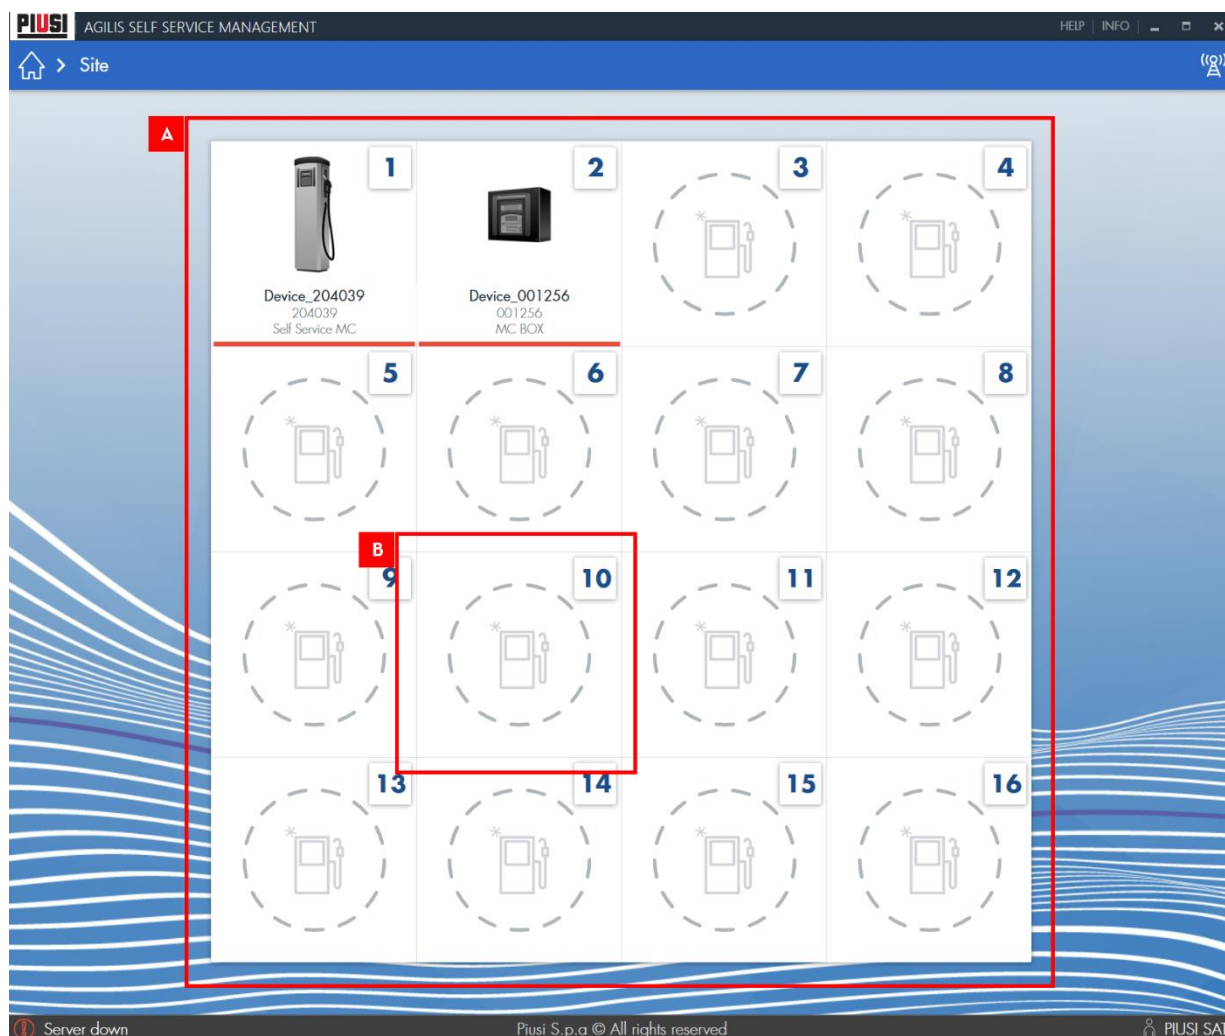 PIUSI AGILIS SELF SERVICE MANAGEMENT HELP | INFO
Site
A
1
2
3
4
Device_204039
204039
Self Service MC
Device_001256
001256
MC BOX
5
6
7
8
B
9
10
11
12
13
14
15
16
Server down Piusi S.p.a © All rights reserved PIUSI SA